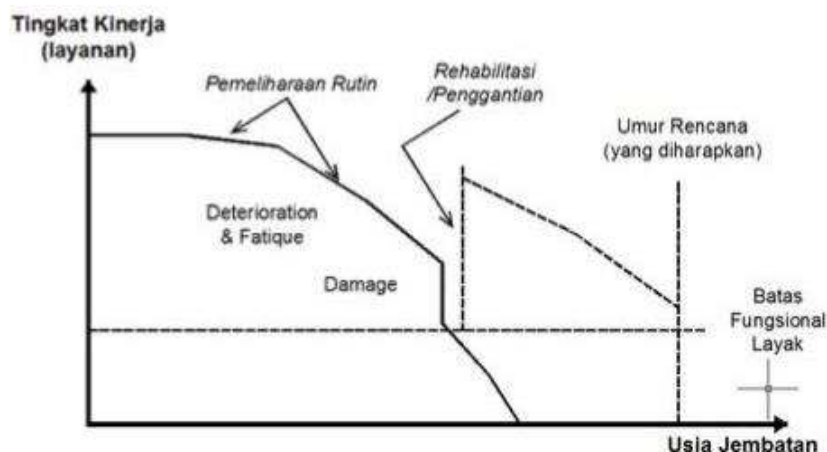 Tingkat Kinerja
(layanan)
Pemeliharaan Rutin
Rehabilitasi
/Penggantian
Umur Rencana
(yang diharapkan)
Deterioration
& Fatique
Damage
Batas
Fungsional
Layak
Usia Jembatan